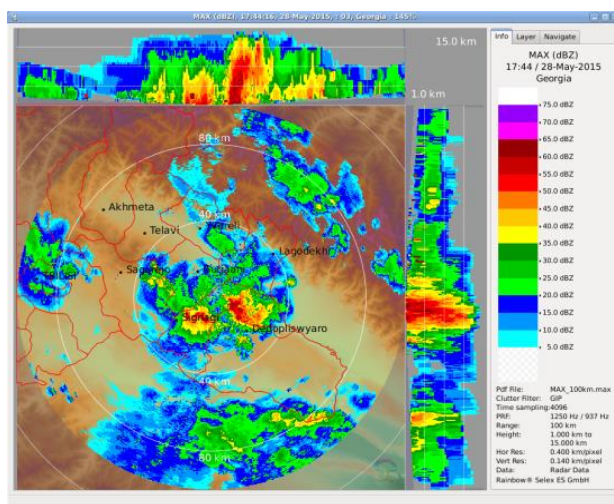 MAX (dBZ), 17:44:16, 28-May-2015, : 03, Georgia : 145%
15.0 km
1.0 km
Info Layer Navigate
MAX (dBZ)
17:44 / 28-May-2015
Georgia
75.0 dBZ
70.0 dBZ
65.0 dBZ
60.0 dBZ
55.0 dBZ
50.0 dBZ
45.0 dBZ
40.0 dBZ
35.0 dBZ
30.0 dBZ
25.0 dBZ
20.0 dBZ
15.0 dBZ
10.0 dBZ
5.0 dBZ
80 km
Akhmeta
40 km
Telavi
Lagodekhi
Signagi
Dedopliswyaro
40 km
80 km
Pdf File: MAX_100km.max
Clutter Filter: GIP
Time sampling:4096
PRF: 1250 Hz / 937 Hz
Range: 100 km
Height: 1.000 km to
15.000 km
Hor Res: 0.400 km/pixel
Vert Res: 0.140 km/pixel
Data: Radar Data
Rainbow® Selex ES GmbH